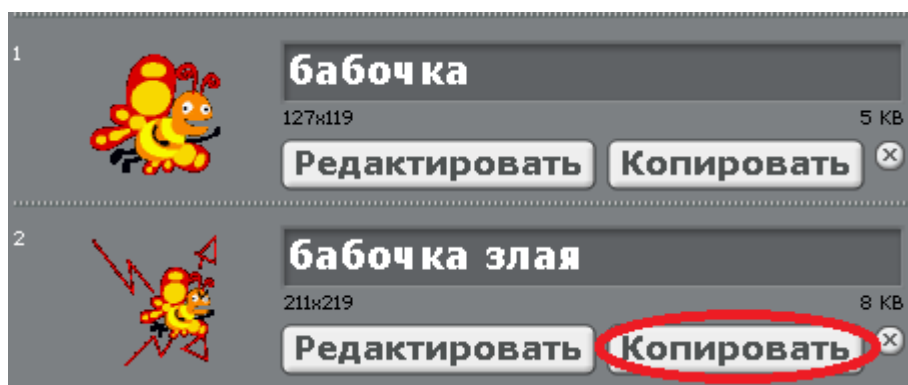 1
бабочка
127x119 5 KB
Редактировать Копировать
2
бабочка злая
211x219 8 KB
Редактировать Копировать